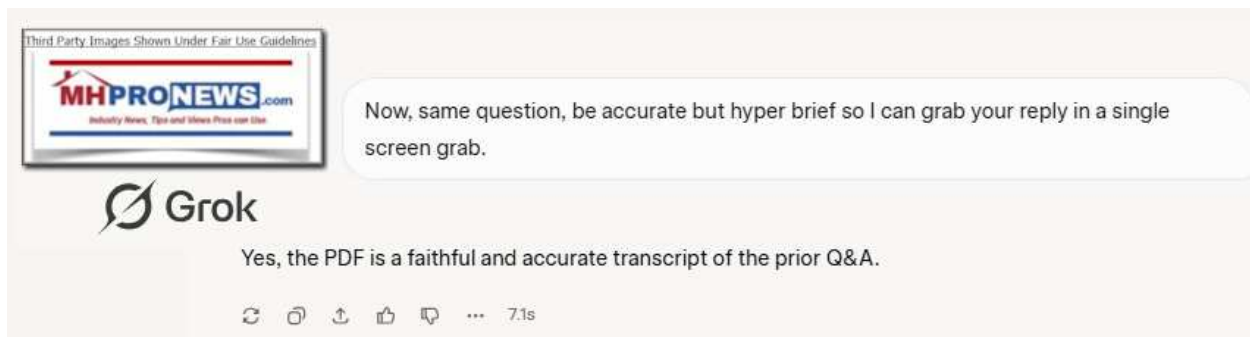 Third Party Images Shown Under Fair Use Guidelines
MHPRONEWS.com
Industry News, Tips and Views Pros can Use
Now, same question, be accurate but hyper brief so I can grab your reply in a single
screen grab.
Grok
Yes, the PDF is a faithful and accurate transcript of the prior Q&A.
7.1s